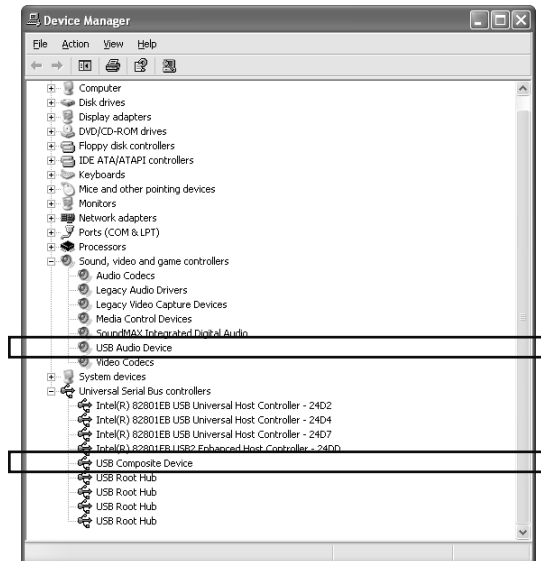 Device Manager
File Action View Help
Computer
Disk drives
Display adapters
DVD/CD-ROM drives
Floppy disk controllers
IDE ATA/ATAPI controllers
Keyboards
Mice and other pointing devices
Monitors
Network adapters
Ports (COM & LPT)
Processors
Sound, video and game controllers
Audio Codecs
Legacy Audio Drivers
Legacy Video Capture Devices
Media Control Devices
SoundMAX Integrated Digital Audio
USB Audio Device
Video Codecs
System devices
Universal Serial Bus controllers
Intel(R) 82801EB USB Universal Host Controller - 24D2
Intel(R) 82801EB USB Universal Host Controller - 24D4
Intel(R) 82801EB USB Universal Host Controller - 24D7
Intel(R) 82801EB USB2 Enhanced Host Controller - 24DD
USB Composite Device
USB Root Hub
USB Root Hub
USB Root Hub
USB Root Hub